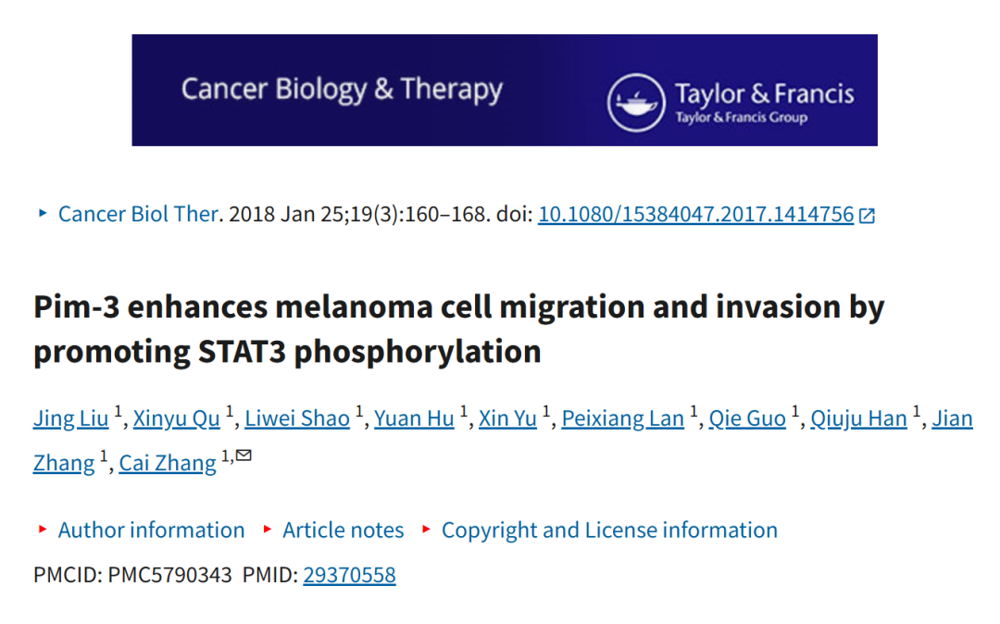 Cancer Biology & Therapy
Taylor & Francis
Taylor & Francis Group
Cancer Biol Ther. 2018 Jan 25;19(3):160–168. doi: 10.1080/15384047.2017.1414756
Pim-3 enhances melanoma cell migration and invasion by
promoting STAT3 phosphorylation
Jing Liu 1, Xinyu Qu 1, Liwei Shao 1, Yuan Hu 1, Xin Yu 1, Peixiang Lan 1, Qie Guo 1, Qiuju Han 1, Jian
Zhang 1, Cai Zhang 1,
Author information Article notes Copyright and License information
PMCID: PMC5790343 PMID: 29370558